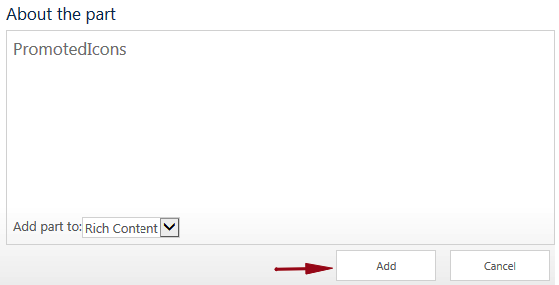 About the part
PromotedIcons
Add part to: Rich Content
Add Cancel